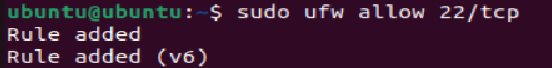 ubuntu@ubuntu:~$ sudo ufw allow 22/tcp
Rule added
Rule added (v6)